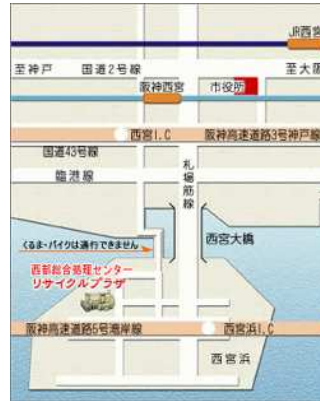 JR西宮
至神戸
国道2号線
至大阪
阪神西宮
市役所
西宮I.C
阪神高速道路3号神戸線
国道43号線
札場筋線
臨港線
西宮大橋
くるま・バイクは通行できません
西部総合処理センター
リサイクルプラザ
阪神高速道路5号湾岸線
西宮浜I.C
西宮浜